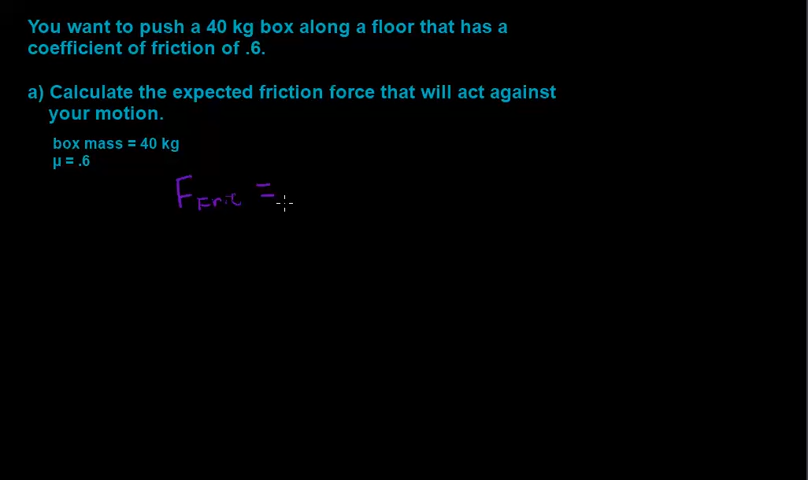 You want to push a 40 kg box along a floor that has a
coefficient of friction of .6.
a) Calculate the expected friction force that will act against
your motion.
box mass = 40 kg
μ = .6
F Fric =